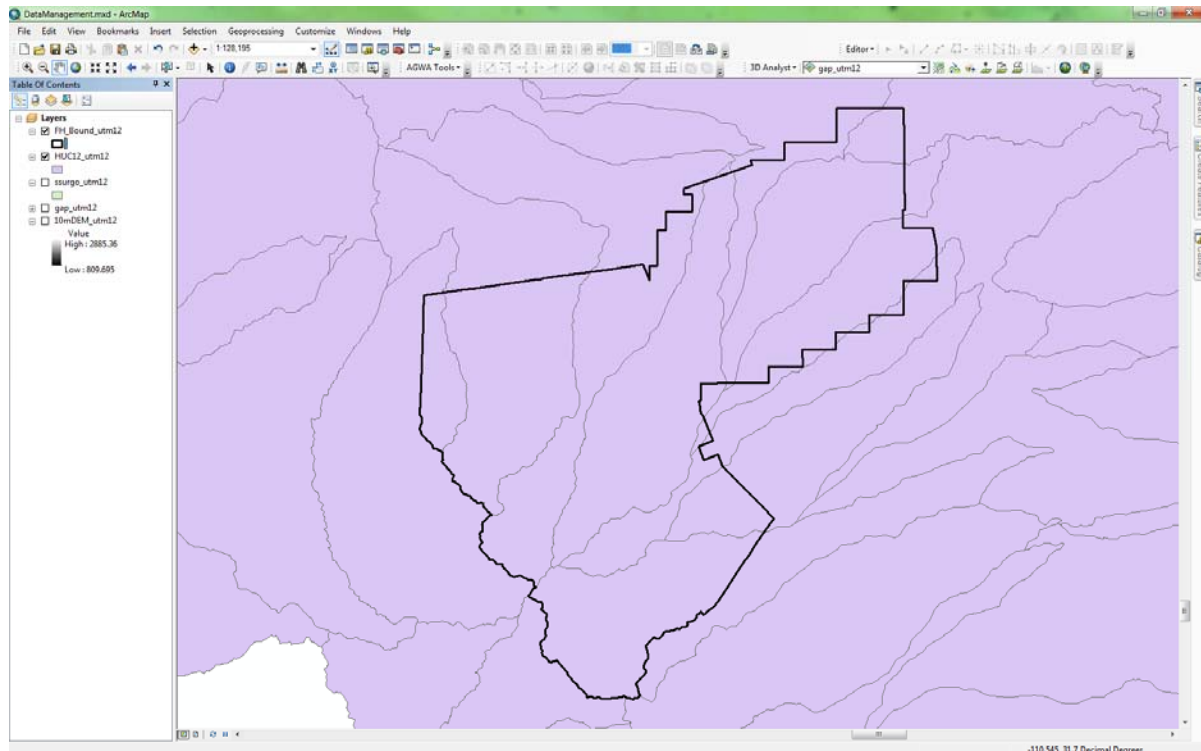 DataManagement.mxd - ArcMap
File Edit View Bookmarks Insert Selection Geoprocessing Customize Windows Help
1:120,195
Editor
AGWA Tools
3D Analyst
gap_utm12
Table Of Contents
Layers
FH_Bound_utm12
HUC12_utm12
ssurgo_utm12
gap_utm12
10mDEM_utm12
Value
High : 2885.36
Low : 809.695
-110.545 31.7 Decimal Degrees